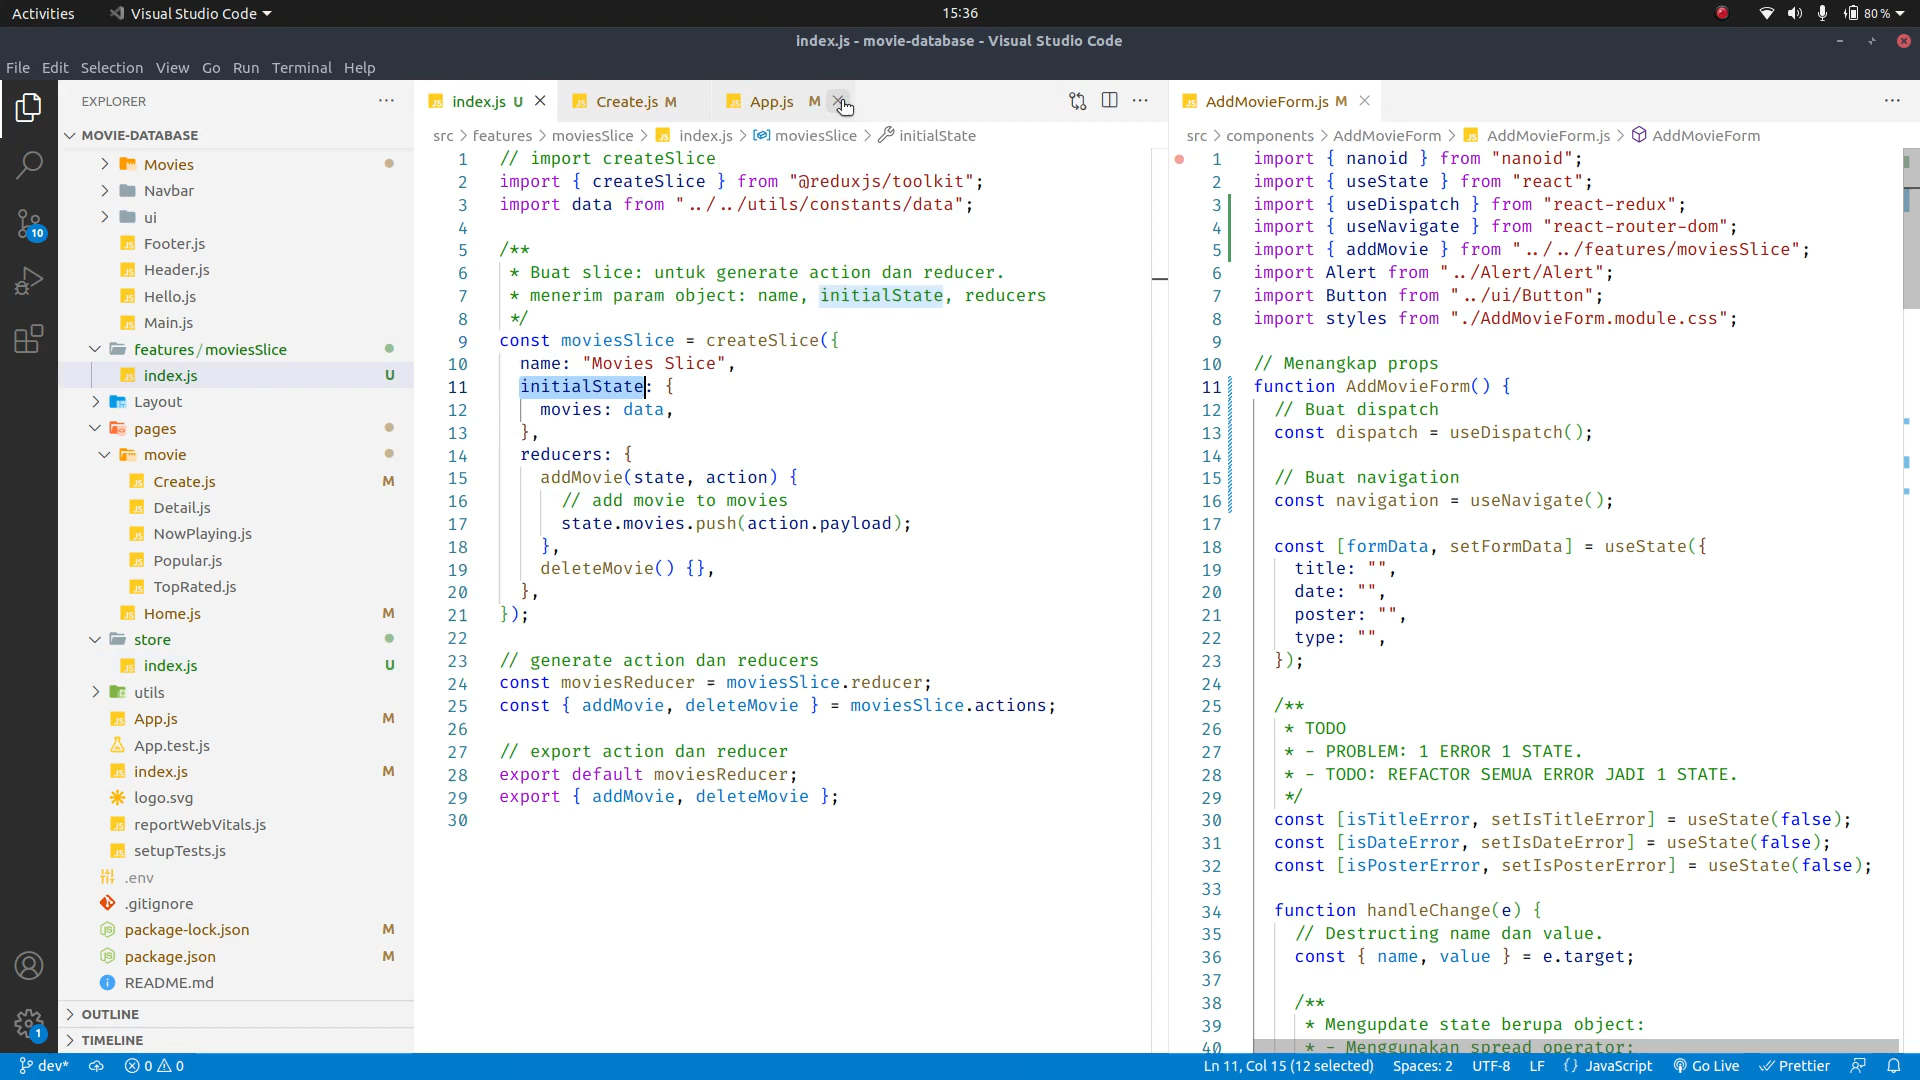 Activities
Visual Studio Code
15:36
80 %
index.js - movie-database - Visual Studio Code
File Edit Selection View Go Run Terminal Help
EXPLORER
MOVIE-DATABASE
Movies
Navbar
ui
Footer.js
Header.js
Hello.js
Main.js
features/moviesSlice
index.js U
Layout
pages
movie
Create.js M
Detail.js
NowPlaying.js
Popular.js
TopRated.js
Home.js M
store
index.js U
utils
App.js M
App.test.js
index.js M
logo.svg
reportWebVitals.js
setupTests.js
.env
.gitignore
package-lock.json M
package.json M
README.md
OUTLINE
TIMELINE
10
1
index.js U
Create.js M
App.js M
src > features > moviesSlice > index.js > moviesSlice > initialState
1 // import createSlice
2 import { createSlice } from "@reduxjs/toolkit";
3 import data from "../../utils/constants/data";
4
5 /**
6 * Buat slice: untuk generate action dan reducer.
7 * menerim param object: name, initialState, reducers
8 */
9 const moviesSlice = createSlice({
10 name: "Movies Slice",
11 initialState: {
12 movies: data,
13 },
14 reducers: {
15 addMovie(state, action) {
16 // add movie to movies
17 state.movies.push(action.payload);
18 },
19 deleteMovie() {},
20 },
21 });
22
23 // generate action dan reducers
24 const moviesReducer = moviesSlice.reducer;
25 const { addMovie, deleteMovie } = moviesSlice.actions;
26
27 // export action dan reducer
28 export default moviesReducer;
29 export { addMovie, deleteMovie };
30
AddMovieForm.js M
src > components > AddMovieForm > AddMovieForm.js > AddMovieForm
1 import { nanoid } from "nanoid";
2 import { useState } from "react";
3 import { useDispatch } from "react-redux";
4 import { useNavigate } from "react-router-dom";
5 import { addMovie } from "../../features/moviesSlice";
6 import Alert from "../Alert/Alert";
7 import Button from "../ui/Button";
8 import styles from "./AddMovieForm.module.css";
9
10 // Menangkap props
11 function AddMovieForm() {
12 // Buat dispatch
13 const dispatch = useDispatch();
14
15 // Buat navigation
16 const navigation = useNavigate();
17
18 const [formData, setFormData] = useState({
19 title: "",
20 date: "",
21 poster: "",
22 type: "",
23 });
24
25 /**
26 * TODO
27 * - PROBLEM: 1 ERROR 1 STATE.
28 * - TODO: REFACTOR SEMUA ERROR JADI 1 STATE.
29 */
30 const [isTitleError, setIsTitleError] = useState(false);
31 const [isDateError, setIsDateError] = useState(false);
32 const [isPosterError, setIsPosterError] = useState(false);
33
34 function handleChange(e) {
35 // Destructing name dan value.
36 const { name, value } = e.target;
37
38 /**
39 * Mengupdate state berupa object:
40 * - Menggunakan spread operator:
dev* 0 0
Ln 11, Col 15 (12 selected) Spaces: 2 UTF-8 LF {} JavaScript Go Live Prettier